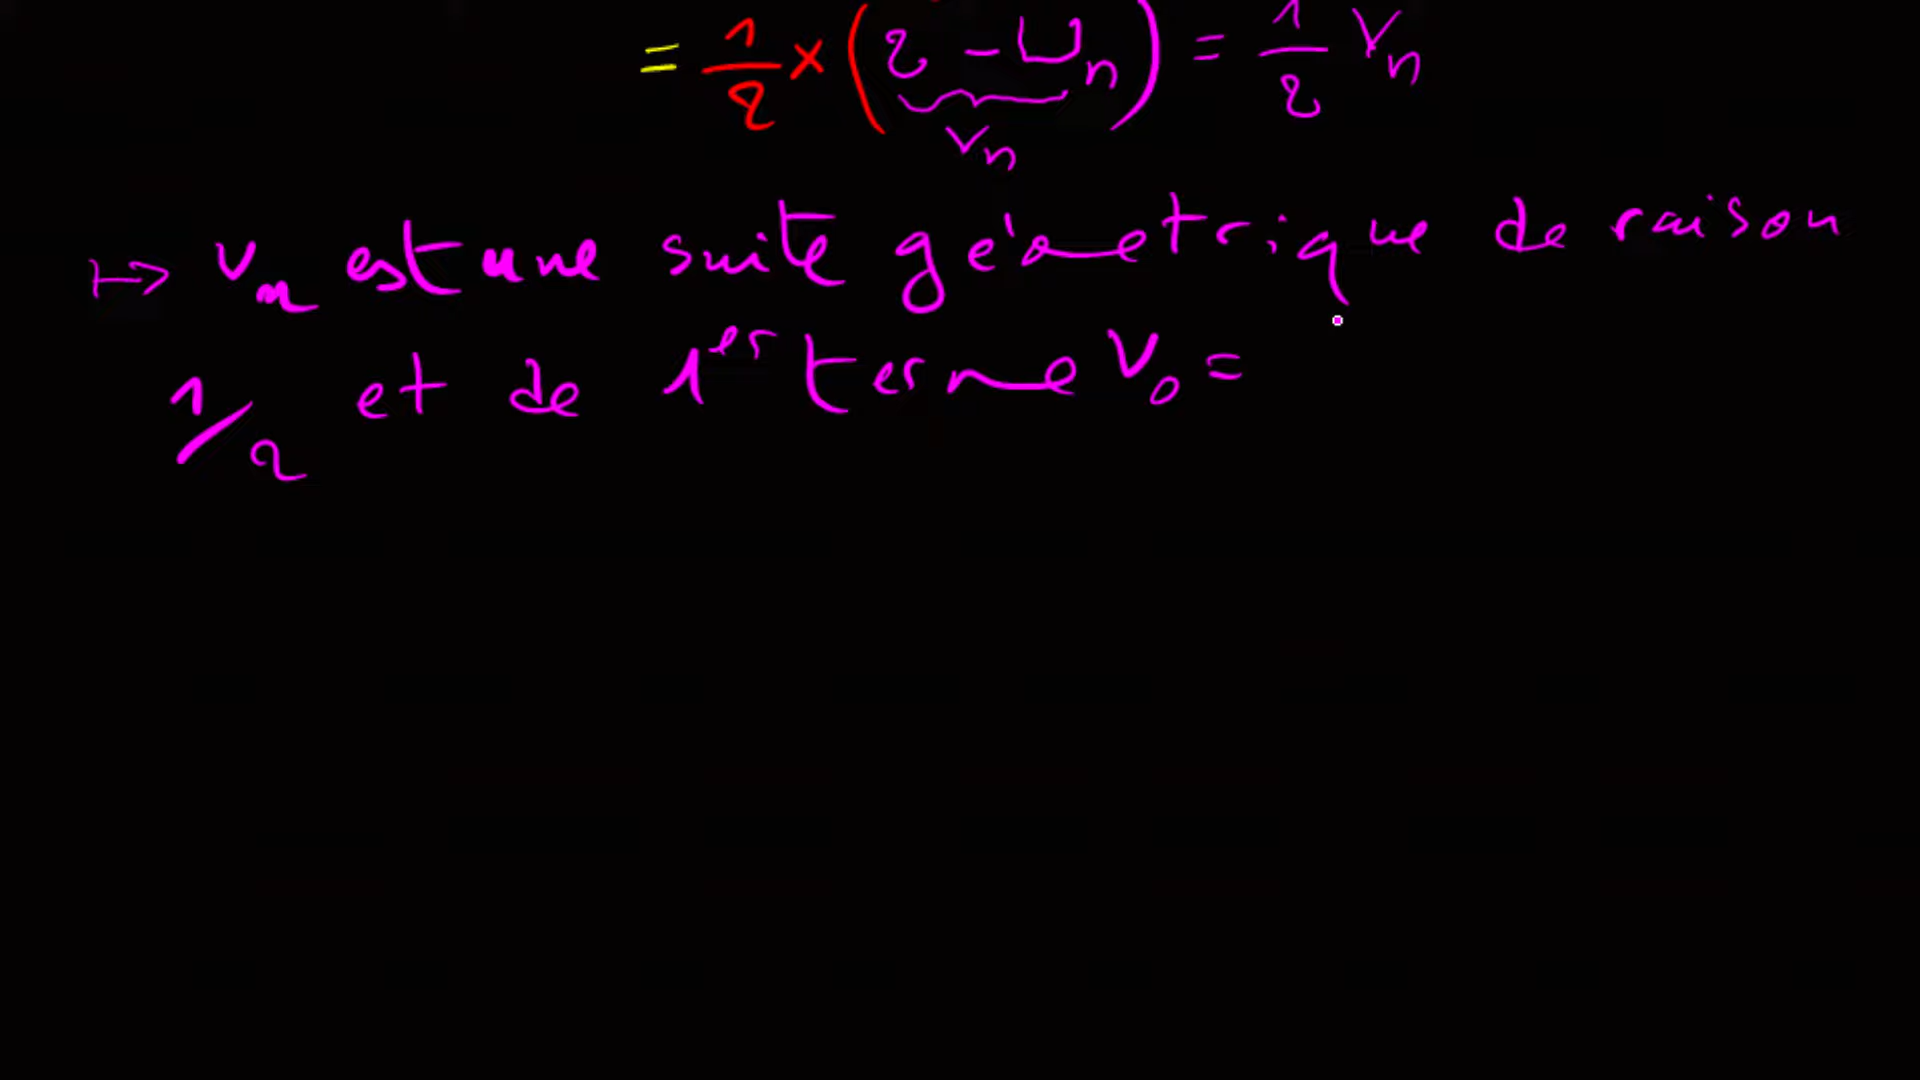 = 1/2 × (2 - Un) = 1/2 Vn
Vn
↦ Vn est une suite géométrique de raison
1/2 et de 1er terme V0 =